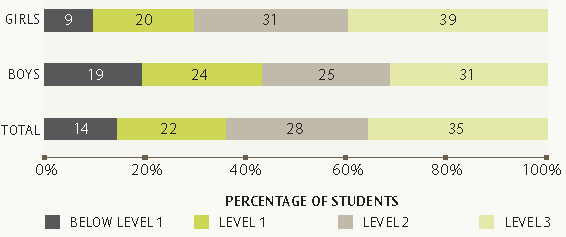 GIRLS 9 20 31 39
BOYS 19 24 25 31
TOTAL 14 22 28 35
0% 20% 40% 60% 80% 100%
PERCENTAGE OF STUDENTS
BELOW LEVEL 1 LEVEL 1 LEVEL 2 LEVEL 3